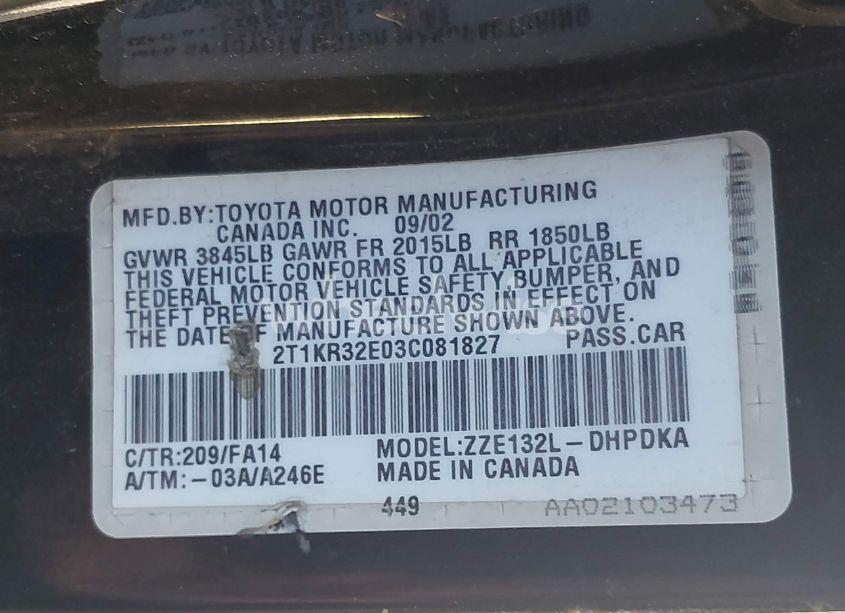 MFD.BY:TOYOTA MOTOR MANUFACTURING
CANADA INC. 09/02
GVWR 3845LB GAWR FR 2015LB RR 1850LB
THIS VEHICLE CONFORMS TO ALL APPLICABLE
FEDERAL MOTOR VEHICLE SAFETY,BUMPER, AND
THEFT PREVENTION STANDARDS IN EFFECT ON
THE DATE OF MANUFACTURE SHOWN ABOVE.
2T1KR32E03C081827 PASS.CAR
C/TR:209/FA14 MODEL:ZZE132L-DHPDKA
A/TM:-03A/A246E MADE IN CANADA
449 AA02103473